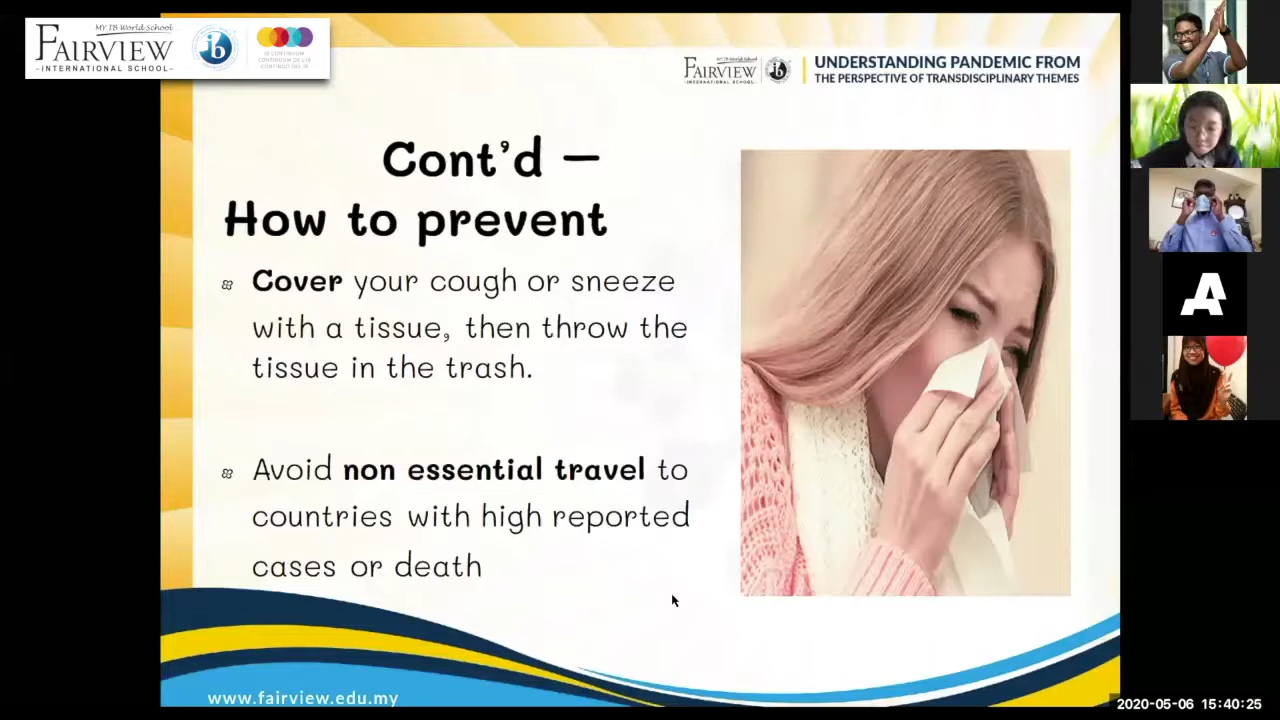 MY IB World School
FAIRVIEW
-INTERNATIONAL SCHOOL-
ib
IB CONTINUUM
CONTINUUM DE L'IB
CONTINUO DEL IB
FAIRVIEW
INTERNATIONAL SCHOOL
UNDERSTANDING PANDEMIC FROM
THE PERSPECTIVE OF TRANSDISCIPLINARY THEMES
Cont'd –
How to prevent
Cover your cough or sneeze
with a tissue, then throw the
tissue in the trash.
Avoid non essential travel to
countries with high reported
cases or death
www.fairview.edu.my
A
2020-05-06 15:40:25